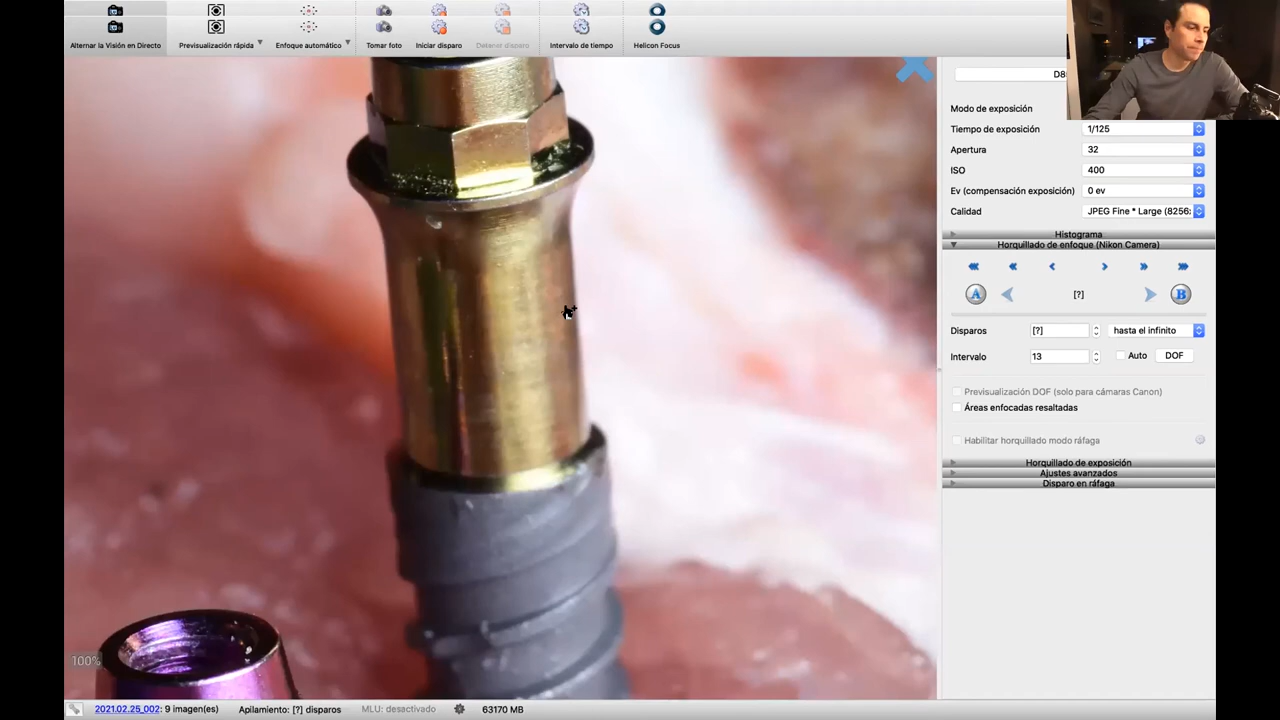 Alternar la Visión en Directo
Previsualización rápida
Enfoque automático
Tomar foto
Iniciar disparo
Detener disparo
Intervalo de tiempo
Helicon Focus
Modo de exposición
Tiempo de exposición 1/125
Apertura 32
ISO 400
Ev (compensación exposición) 0 ev
Calidad JPEG Fine * Large (8256:
Histograma
Horquillado de enfoque (Nikon Camera)
A [?] B
Disparos [?] hasta el infinito
Intervalo 13 Auto DOF
Previsualización DOF (solo para cámaras Canon)
Áreas enfocadas resaltadas
Habilitar horquillado modo ráfaga
Horquillado de exposición
Ajustes avanzados
Disparo en ráfaga
100%
2021.02.25_002: 9 imagen(es) Apilamiento: [?] disparos MLU: desactivado 63170 MB